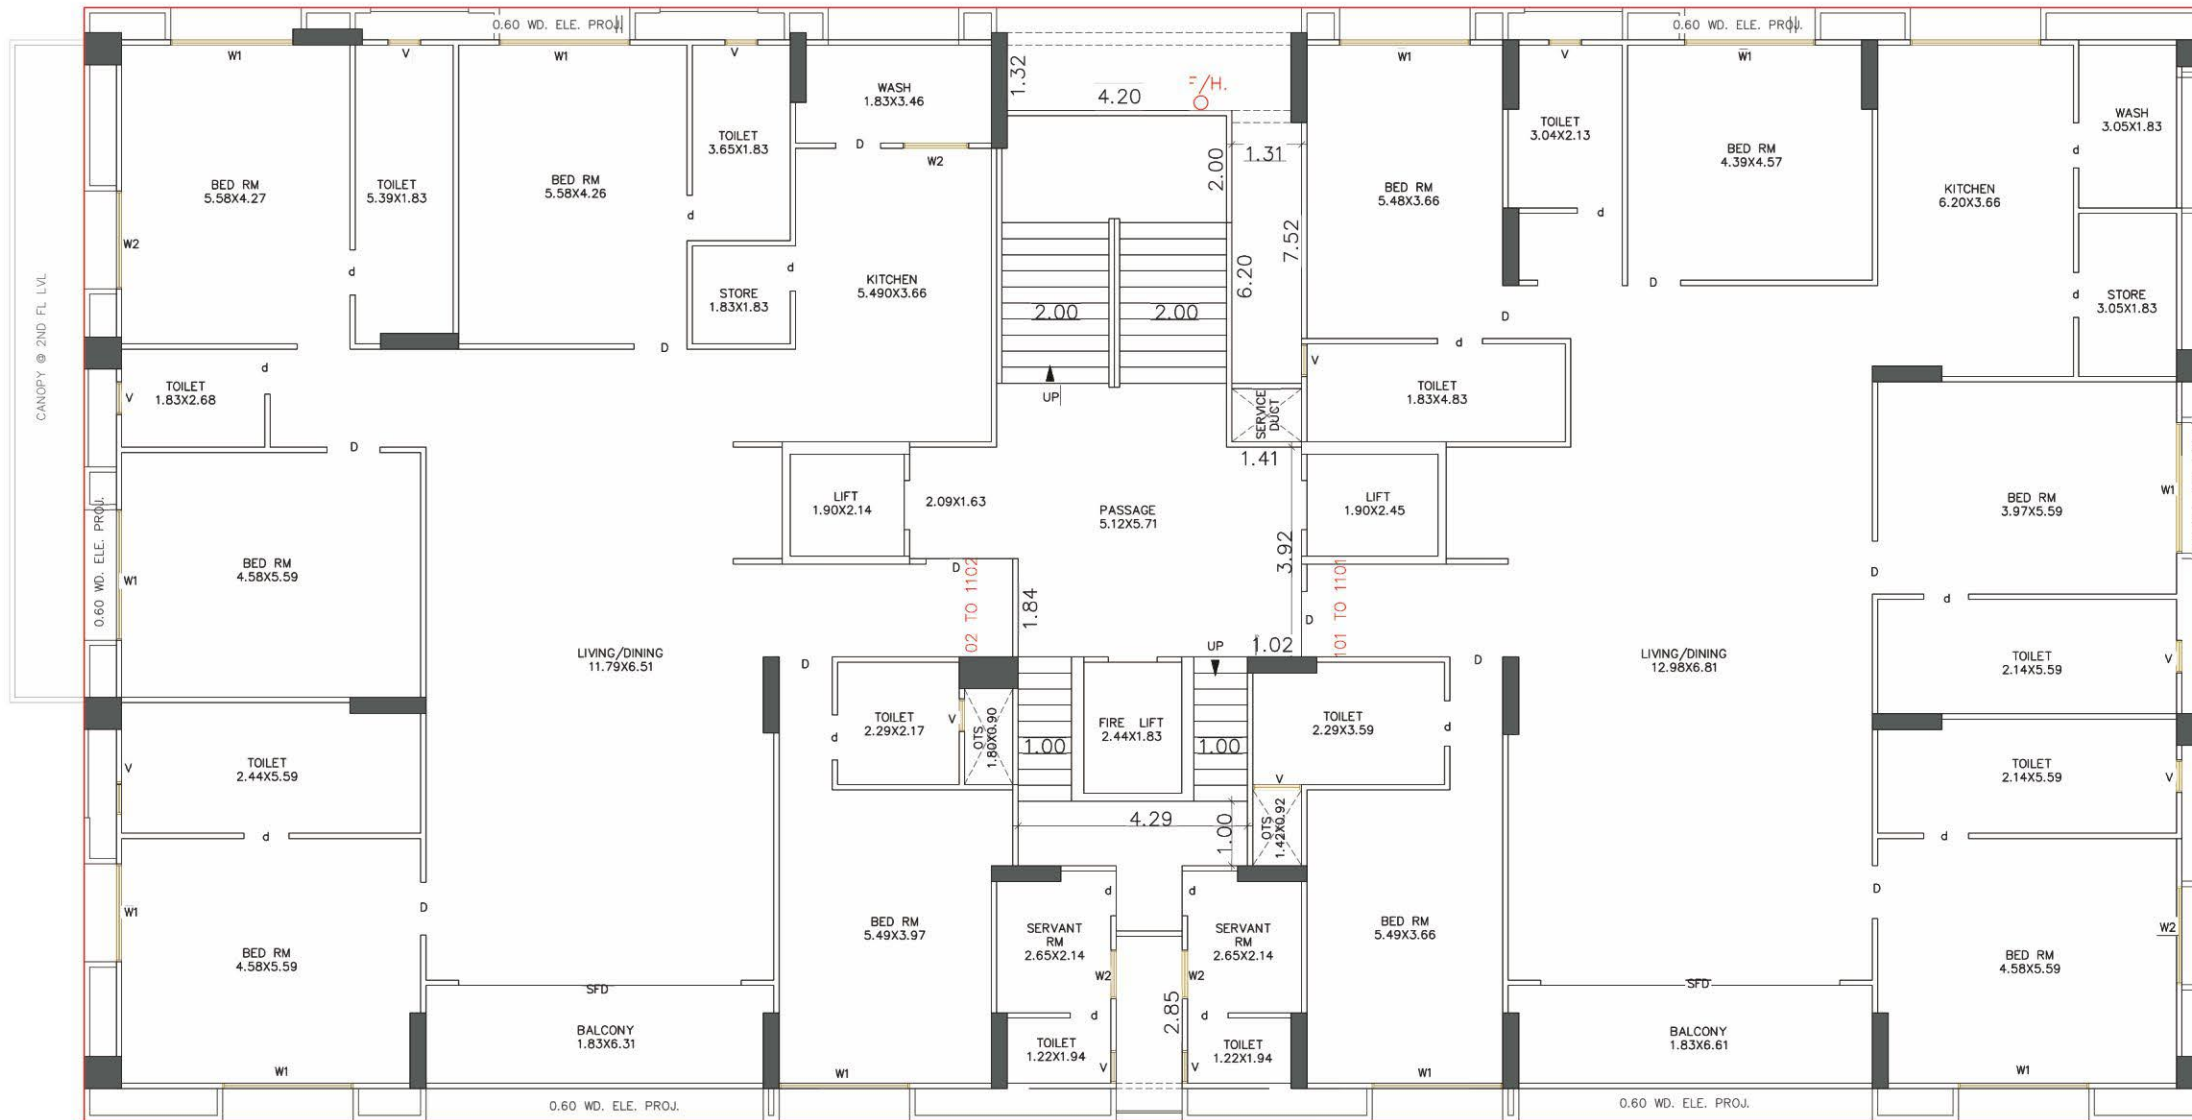 0.60 WD. ELE. PROJ.
0.60 WD. ELE. PROJ.
W1
V
W1
V
W1
V
W1
WASH
1.83X3.46
1.32
4.20
F/H.
TOILET
3.65X1.83
D
W2
TOILET
3.04X2.13
BED RM
4.39X4.57
WASH
3.05X1.83
d
BED RM
5.58X4.27
TOILET
5.39X1.83
BED RM
5.58X4.26
d
2.00
1.31
BED RM
5.48X3.66
d
KITCHEN
6.20X3.66
W2
d
d
STORE
1.83X1.83
KITCHEN
5.490X3.66
6.20
7.52
2.00
2.00
D
D
d
STORE
3.05X1.83
CANOPY @ 2ND FL LVL
D
d
V
d
TOILET
1.83X2.68
V
UP
TOILET
1.83X4.83
SERVICE
DUCT
D
1.41
LIFT
1.90X2.14
2.09X1.63
PASSAGE
5.12X5.71
LIFT
1.90X2.45
BED RM
3.97X5.59
W1
0.60 WD. ELE. PROJ.
BED RM
4.58X5.59
W1
D
02 TO 1102
1.84
3.92
101 TO 1101
D
D
d
LIVING/DINING
11.79X6.51
D
UP
1.02
D
LIVING/DINING
12.98X6.81
TOILET
2.14X5.59
V
TOILET
2.29X2.17
d
V
OTS
1.80X0.90
1.00
FIRE LIFT
2.44X1.83
1.00
TOILET
2.29X3.59
d
V
TOILET
2.44X5.59
V
TOILET
2.14X5.59
V
d
4.29
1.00
OTS
1.42X0.92
d
W1
D
BED RM
4.58X5.59
BED RM
5.49X3.97
d
d
SERVANT
RM
2.65X2.14
SERVANT
RM
2.65X2.14
BED RM
5.49X3.66
D
W2
BED RM
4.58X5.59
W2
W2
SFD
SFD
BALCONY
1.83X6.31
2.85
d
d
TOILET
1.22X1.94
TOILET
1.22X1.94
BALCONY
1.83X6.61
V
V
W1
W1
W1
W1
0.60 WD. ELE. PROJ.
0.60 WD. ELE. PROJ.